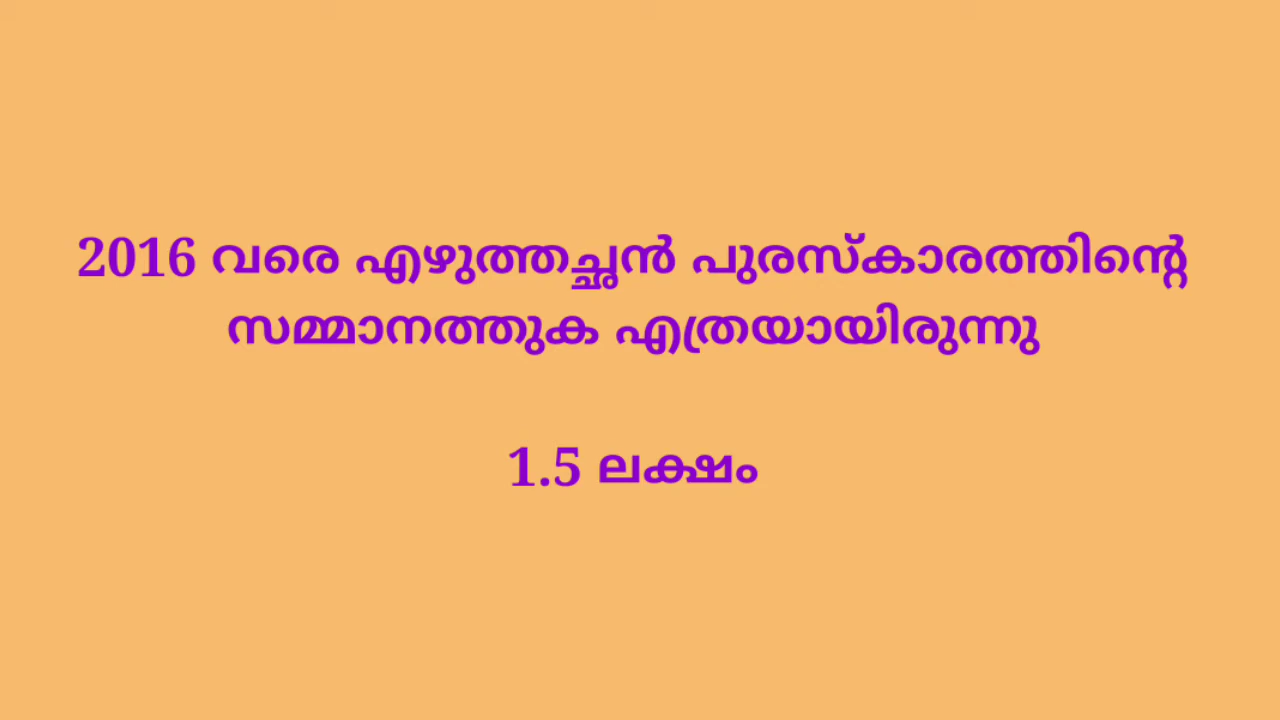 2016 വരെ എഴുത്തച്ഛൻ പുരസ്കാരത്തിന്റെ
സമ്മാനത്തുക എത്രയായിരുന്നു
1.5 ലക്ഷം